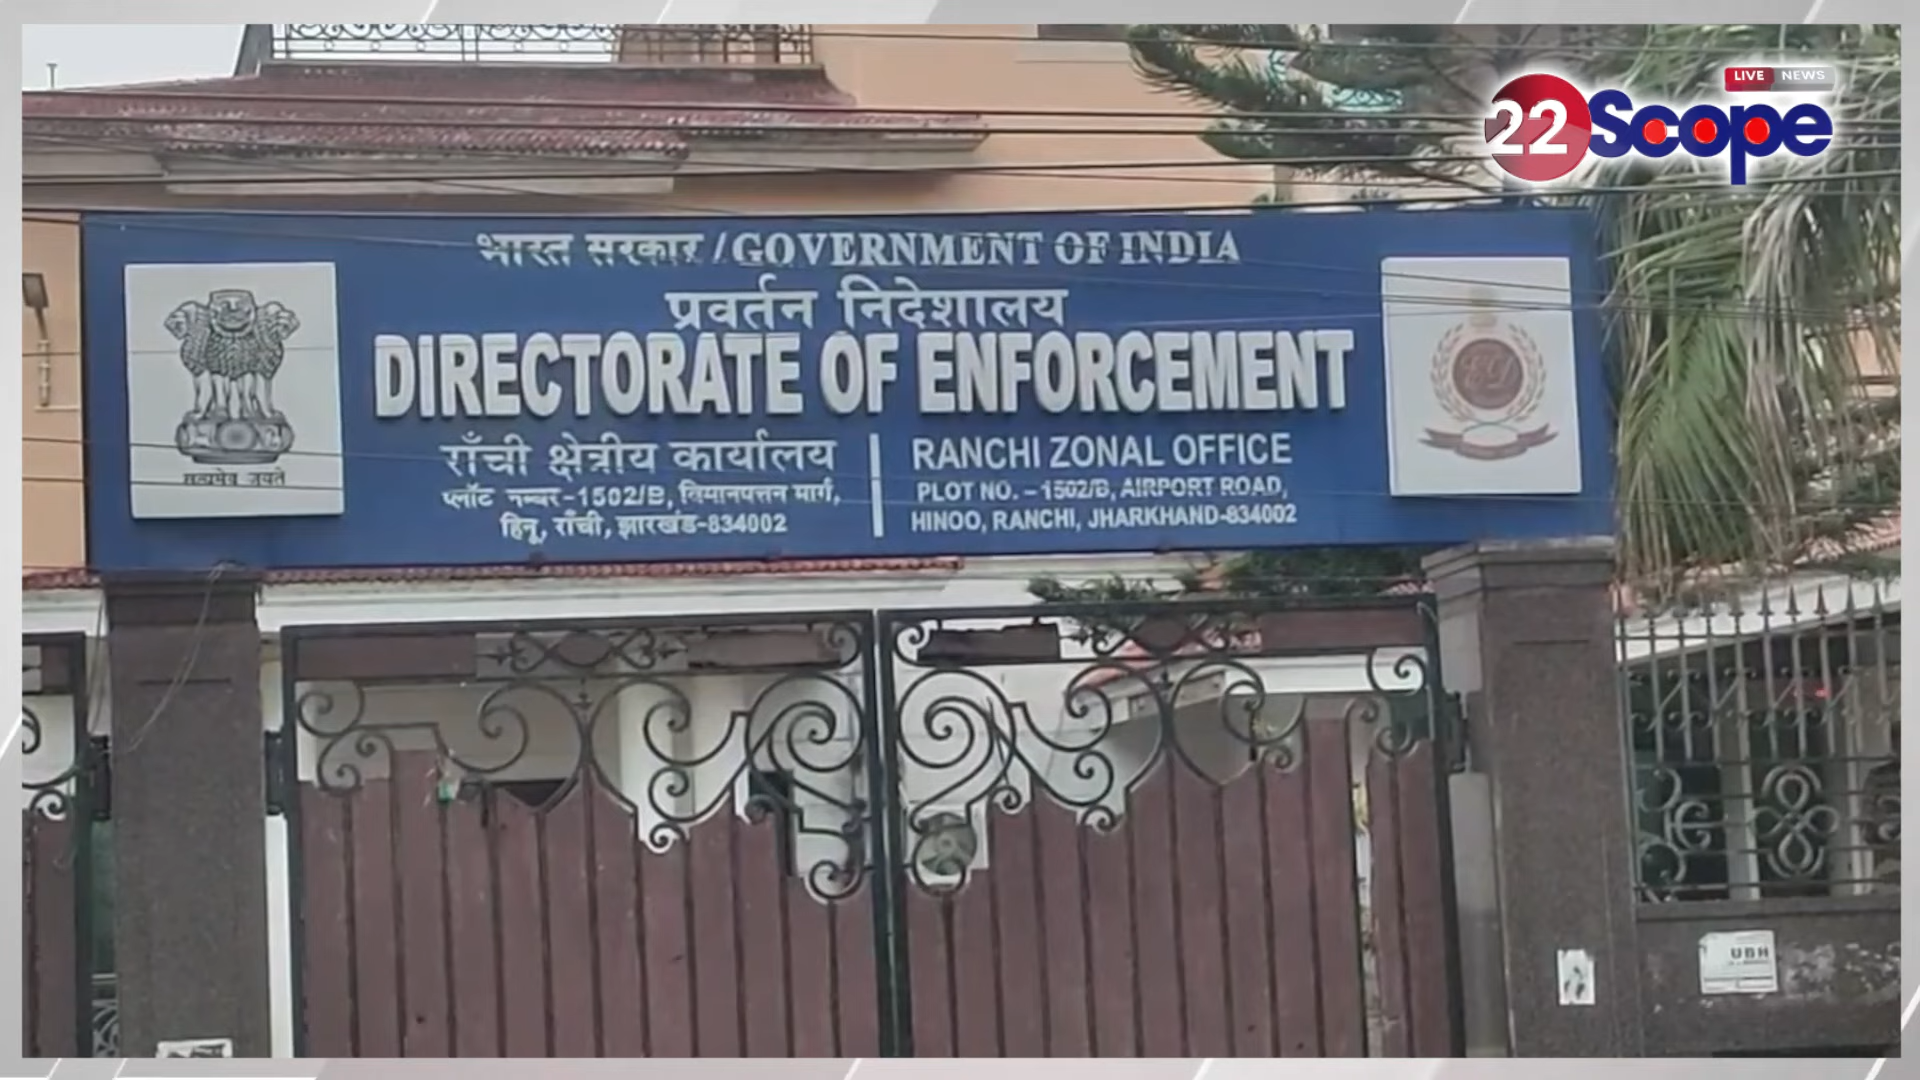 LIVE NEWS
22Scope
भारत सरकार / GOVERNMENT OF INDIA
प्रवर्तन निदेशालय
DIRECTORATE OF ENFORCEMENT
राँची क्षेत्रीय कार्यालय
प्लॉट नम्बर-1502/B, विमानपत्तन मार्ग,
हिनू, राँची, झारखंड-834002
RANCHI ZONAL OFFICE
PLOT NO. - 1502/B, AIRPORT ROAD,
HINOO, RANCHI, JHARKHAND-834002
सत्यमेव जयते
ED
UBH